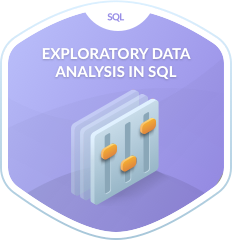 SQL
EXPLORATORY DATA
ANALYSIS IN SQL